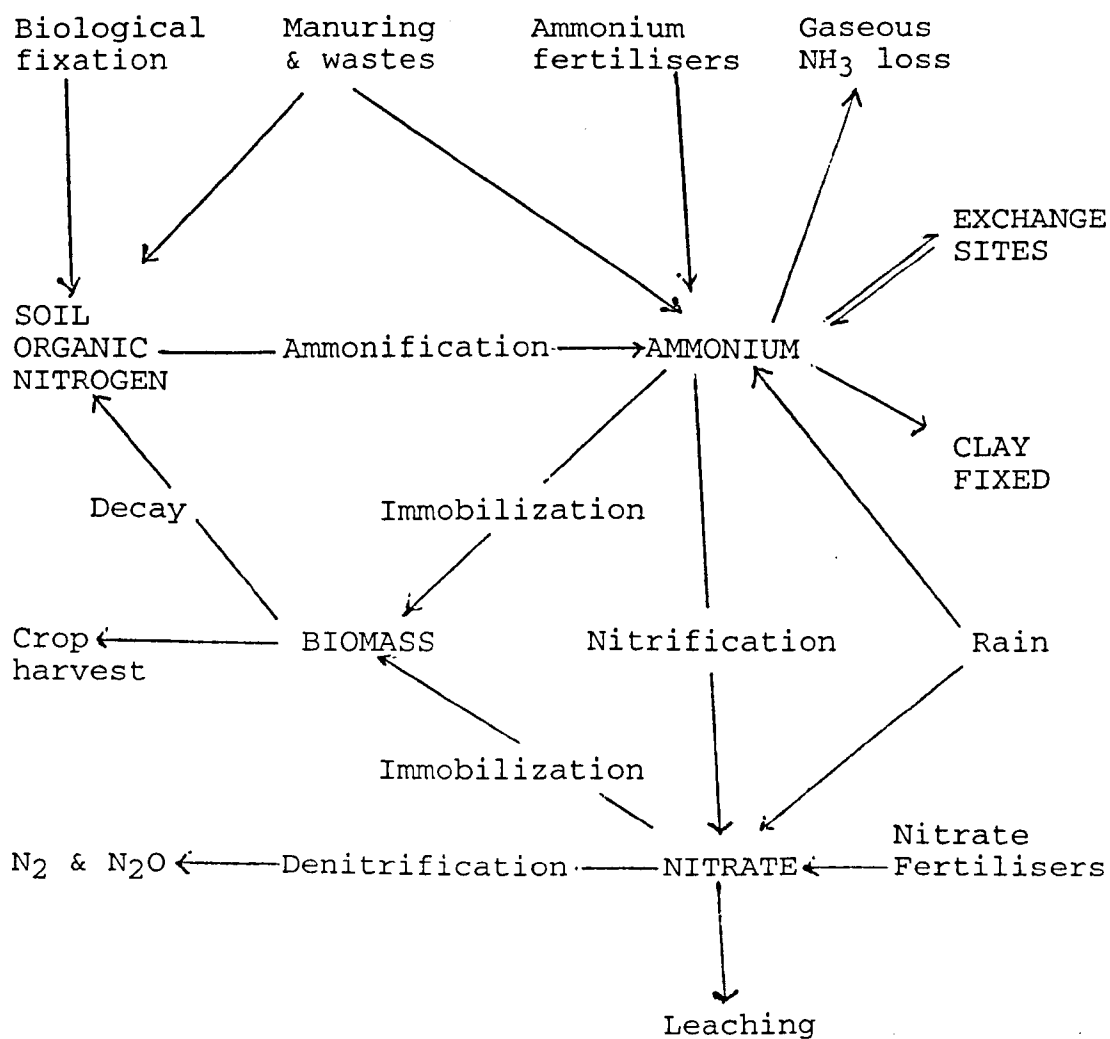 Biological
fixation
Manuring
& wastes
Ammonium
fertilisers
Gaseous
NH3 loss
EXCHANGE
SITES
SOIL
ORGANIC
NITROGEN
Ammonification
AMMONIUM
CLAY
FIXED
Decay
Immobilization
Crop
harvest
BIOMASS
Nitrification
Rain
Immobilization
N2 & N2O
Denitrification
NITRATE
Nitrate
Fertilisers
Leaching